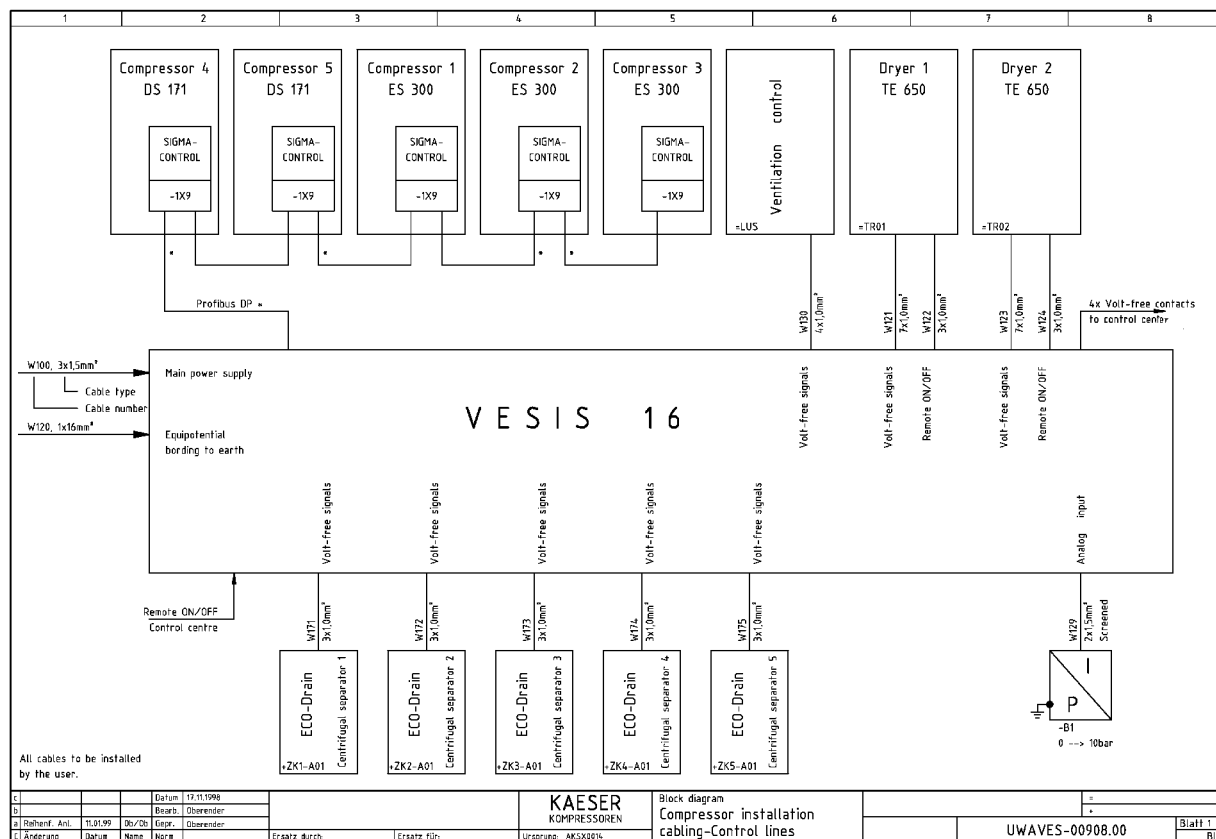 1 2 3 4 5 6 7 8
Compressor 4
DS 171
SIGMA-
CONTROL
-1X9
Compressor 5
DS 171
SIGMA-
CONTROL
-1X9
Compressor 1
ES 300
SIGMA-
CONTROL
-1X9
Compressor 2
ES 300
SIGMA-
CONTROL
-1X9
Compressor 3
ES 300
SIGMA-
CONTROL
-1X9
Ventilation control
=LUS
Dryer 1
TE 650
=TR01
Dryer 2
TE 650
=TR02
* * * *
Profibus DP *
W130
4x1,0mm²
W121
7x1,0mm²
W122
3x1,0mm²
W123
7x1,0mm²
W124
3x1,0mm²
4x Volt-free contacts
to control center
W100, 3x1,5mm²
Cable type
Cable number
W120, 1x16mm²
Main power supply
Equipotential
bording to earth
VESIS 16
Volt-free signals
Volt-free signals
Remote ON/OFF
Volt-free signals
Remote ON/OFF
Volt-free signals
Volt-free signals
Volt-free signals
Volt-free signals
Volt-free signals
Analog input
Remote ON/OFF
Control centre
W171
3x1,0mm²
W172
3x1,0mm²
W173
3x1,0mm²
W174
3x1,0mm²
W175
3x1,0mm²
W129
2x1,5mm²
Screened
ECO-Drain
Centrifugal separator 1
+ZK1-A01
ECO-Drain
Centrifugal separator 2
+ZK2-A01
ECO-Drain
Centrifugal separator 3
+ZK3-A01
ECO-Drain
Centrifugal separator 4
+ZK4-A01
ECO-Drain
Centrifugal separator 5
+ZK5-A01
I
P
-B1
0 --> 10bar
All cables to be installed
by the user.
c Datum 17.11.1998
b Bearb. Oberender
a Reihenf. Anl. 11.01.99 Ob/Ob Gepr. Oberender
Änderung Datum Name Norm
Ersatz durch:
Ersatz für:
KAESER
KOMPRESSOREN
Ursprung: AKSX0014
Block diagram
Compressor installation
cabling-Control lines
=
+
UWAVES-00908.00
Blatt 1